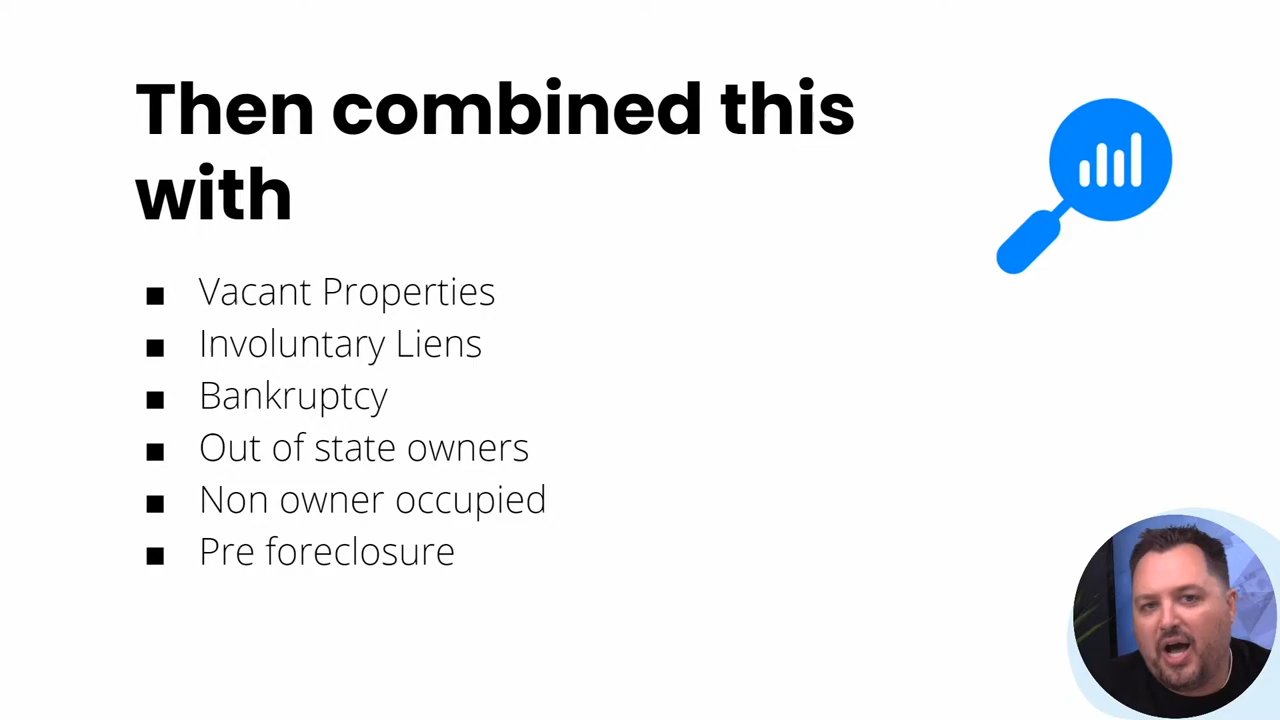 Then combined this
with
■ Vacant Properties
■ Involuntary Liens
■ Bankruptcy
■ Out of state owners
■ Non owner occupied
■ Pre foreclosure